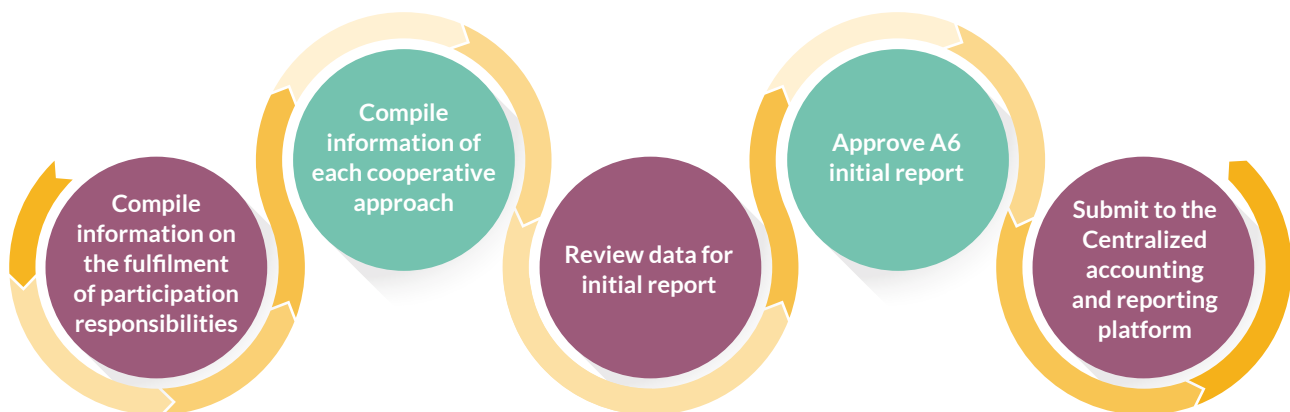 Compile
information on
the fulfilment
of participation
responsibilities
Compile
information of
each cooperative
approach
Review data for
initial report
Approve A6
initial report
Submit to the
Centralized
accounting
and reporting
platform